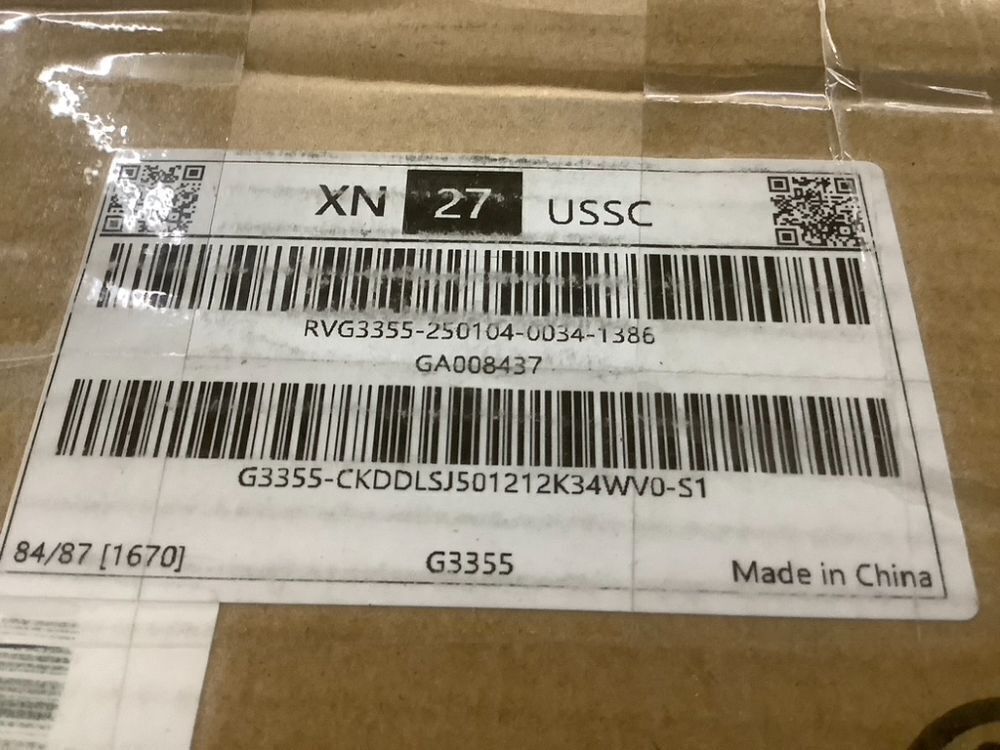 XN 27 USSC
RVG3355-250104-0034-1386
GA008437
G3355-CKDDLSJ501212K34WV0-S1
84/87 [1670]
G3355
Made in China